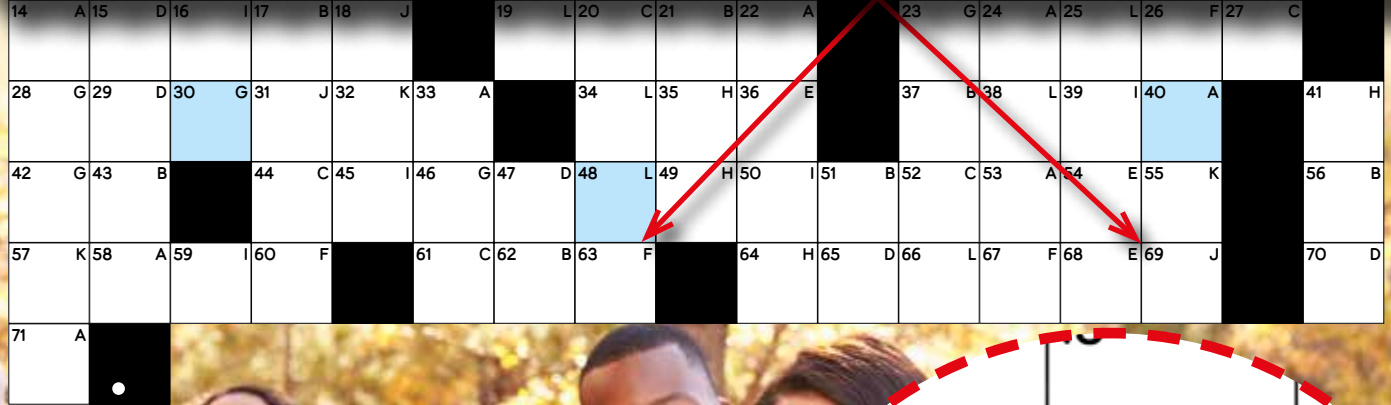 14 A 15 D 16 I 17 B 18 J 19 L 20 C 21 B 22 A 23 G 24 A 25 L 26 F 27 C
28 G 29 D 30 G 31 J 32 K 33 A 34 L 35 H 36 E 37 B 38 L 39 I 40 A 41 H
42 G 43 B 44 C 45 I 46 G 47 D 48 L 49 H 50 I 51 B 52 C 53 A 54 E 55 K 56 B
57 K 58 A 59 I 60 F 61 C 62 B 63 F 64 H 65 D 66 L 67 F 68 E 69 J 70 D
71 A